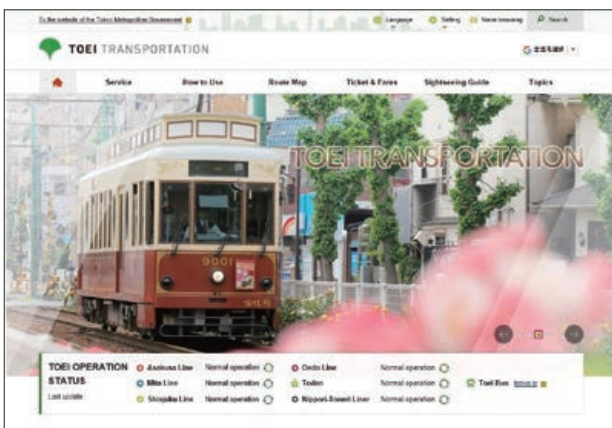 To the website of the Tokyo Metropolitan Government
Language
Setting
Voice browsing
Search
TOEI TRANSPORTATION
Service
How to Use
Route Map
Ticket & Fares
Sightseeing Guide
Topics
TOEI TRANSPORTATION
9001
TOEI OPERATION STATUS
Last update
Asakusa Line Normal operation
Mita Line Normal operation
Shinjuku Line Normal operation
Oedo Line Normal operation
Toden Normal operation
Nippori-Toneri Liner Normal operation
Toei Bus